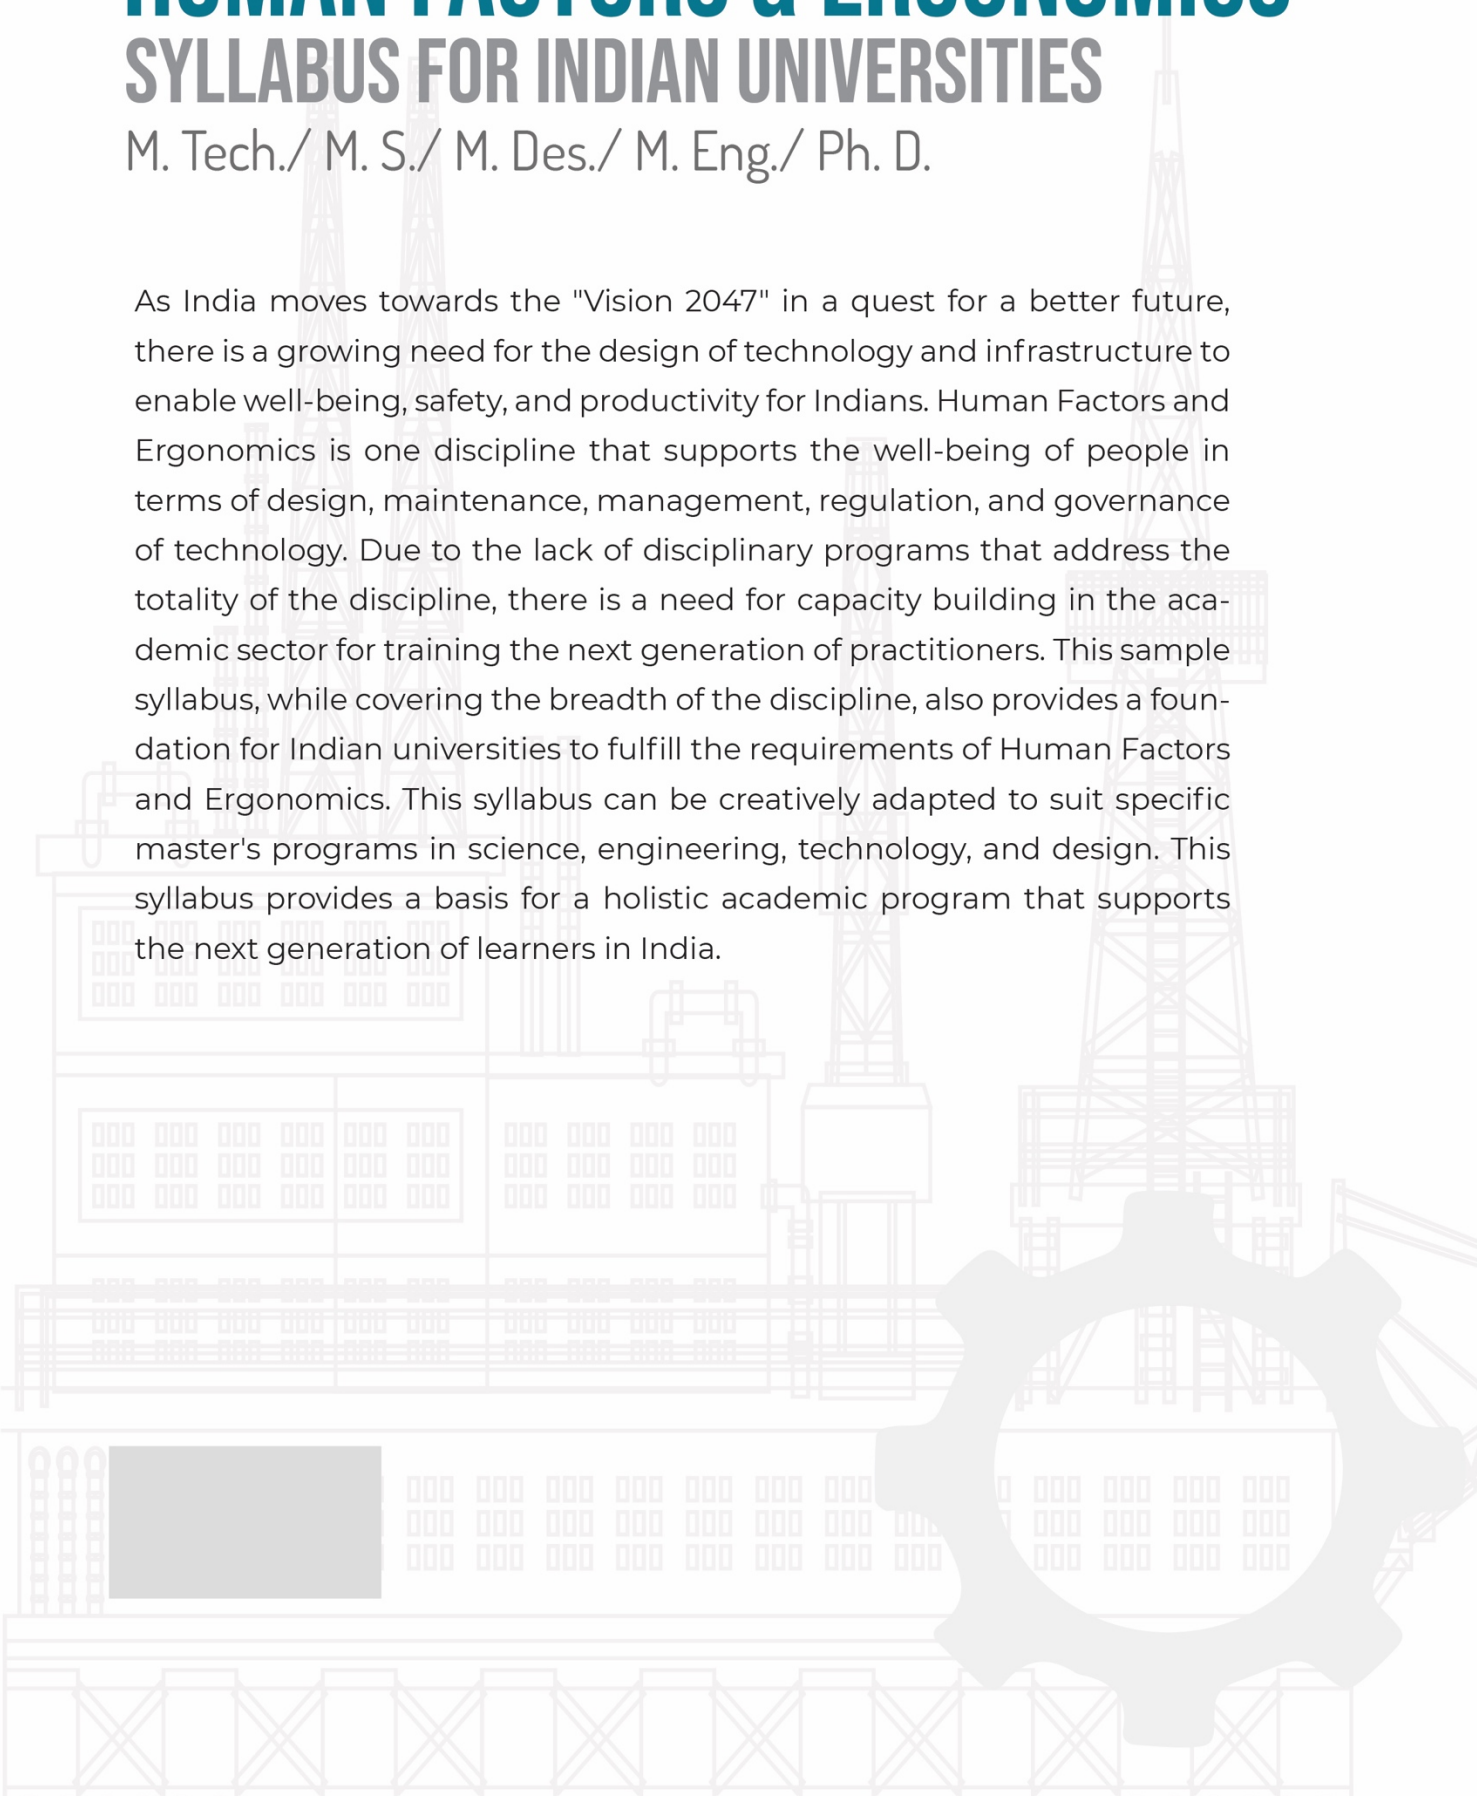 HUMAN FACTORS & ERGONOMICS
SYLLABUS FOR INDIAN UNIVERSITIES
M. Tech./ M. S./ M. Des./ M. Eng./ Ph. D.
As India moves towards the "Vision 2047" in a quest for a better future,
there is a growing need for the design of technology and infrastructure to
enable well-being, safety, and productivity for Indians. Human Factors and
Ergonomics is one discipline that supports the well-being of people in
terms of design, maintenance, management, regulation, and governance
of technology. Due to the lack of disciplinary programs that address the
totality of the discipline, there is a need for capacity building in the aca-
demic sector for training the next generation of practitioners. This sample
syllabus, while covering the breadth of the discipline, also provides a foun-
dation for Indian universities to fulfill the requirements of Human Factors
and Ergonomics. This syllabus can be creatively adapted to suit specific
master's programs in science, engineering, technology, and design. This
syllabus provides a basis for a holistic academic program that supports
the next generation of learners in India.